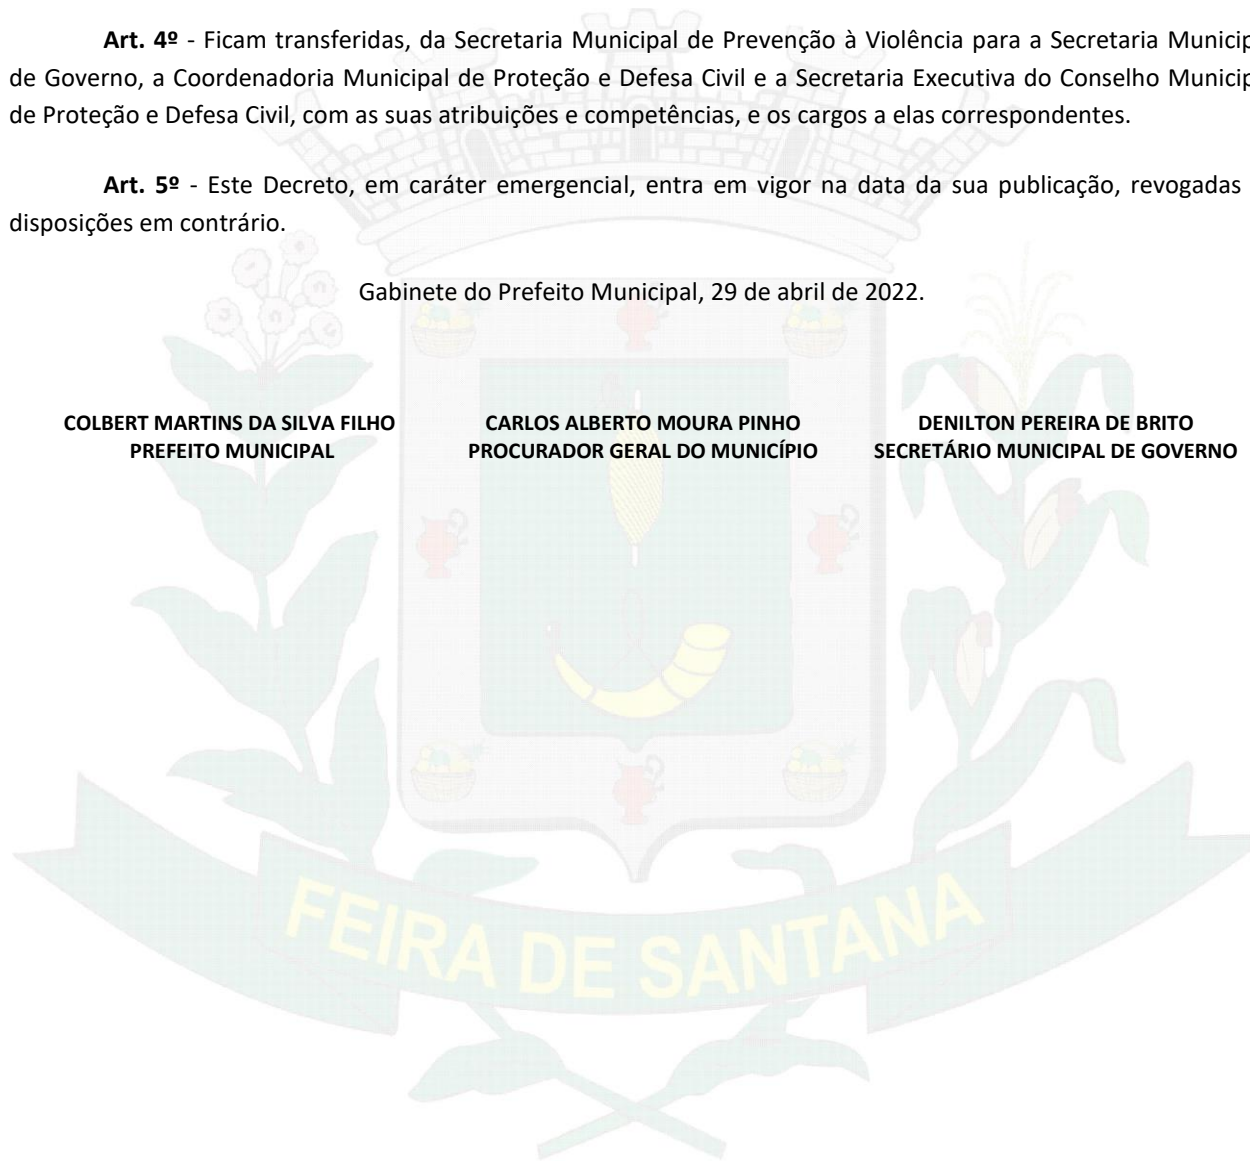 Art. 4º - Ficam transferidas, da Secretaria Municipal de Prevenção à Violência para a Secretaria Municip
de Governo, a Coordenadoria Municipal de Proteção e Defesa Civil e a Secretaria Executiva do Conselho Municip
de Proteção e Defesa Civil, com as suas atribuições e competências, e os cargos a elas correspondentes.
Art. 5º - Este Decreto, em caráter emergencial, entra em vigor na data da sua publicação, revogadas
disposições em contrário.
Gabinete do Prefeito Municipal, 29 de abril de 2022.
COLBERT MARTINS DA SILVA FILHO CARLOS ALBERTO MOURA PINHO DENILTON PEREIRA DE BRITO
PREFEITO MUNICIPAL PROCURADOR GERAL DO MUNICÍPIO SECRETÁRIO MUNICIPAL DE GOVERNO
FEIRA DE SANTANA